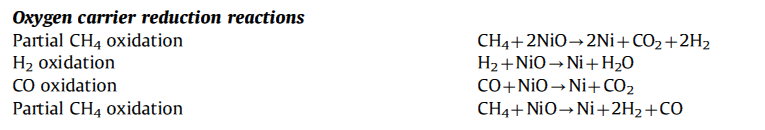 Oxygen carrier reduction reactions
Partial CH₄ oxidation CH₄+2NiO→2Ni+CO₂+2H₂
H₂ oxidation H₂+NiO→Ni+H₂O
CO oxidation CO+NiO→Ni+CO₂
Partial CH₄ oxidation CH₄+NiO→Ni+2H₂+CO